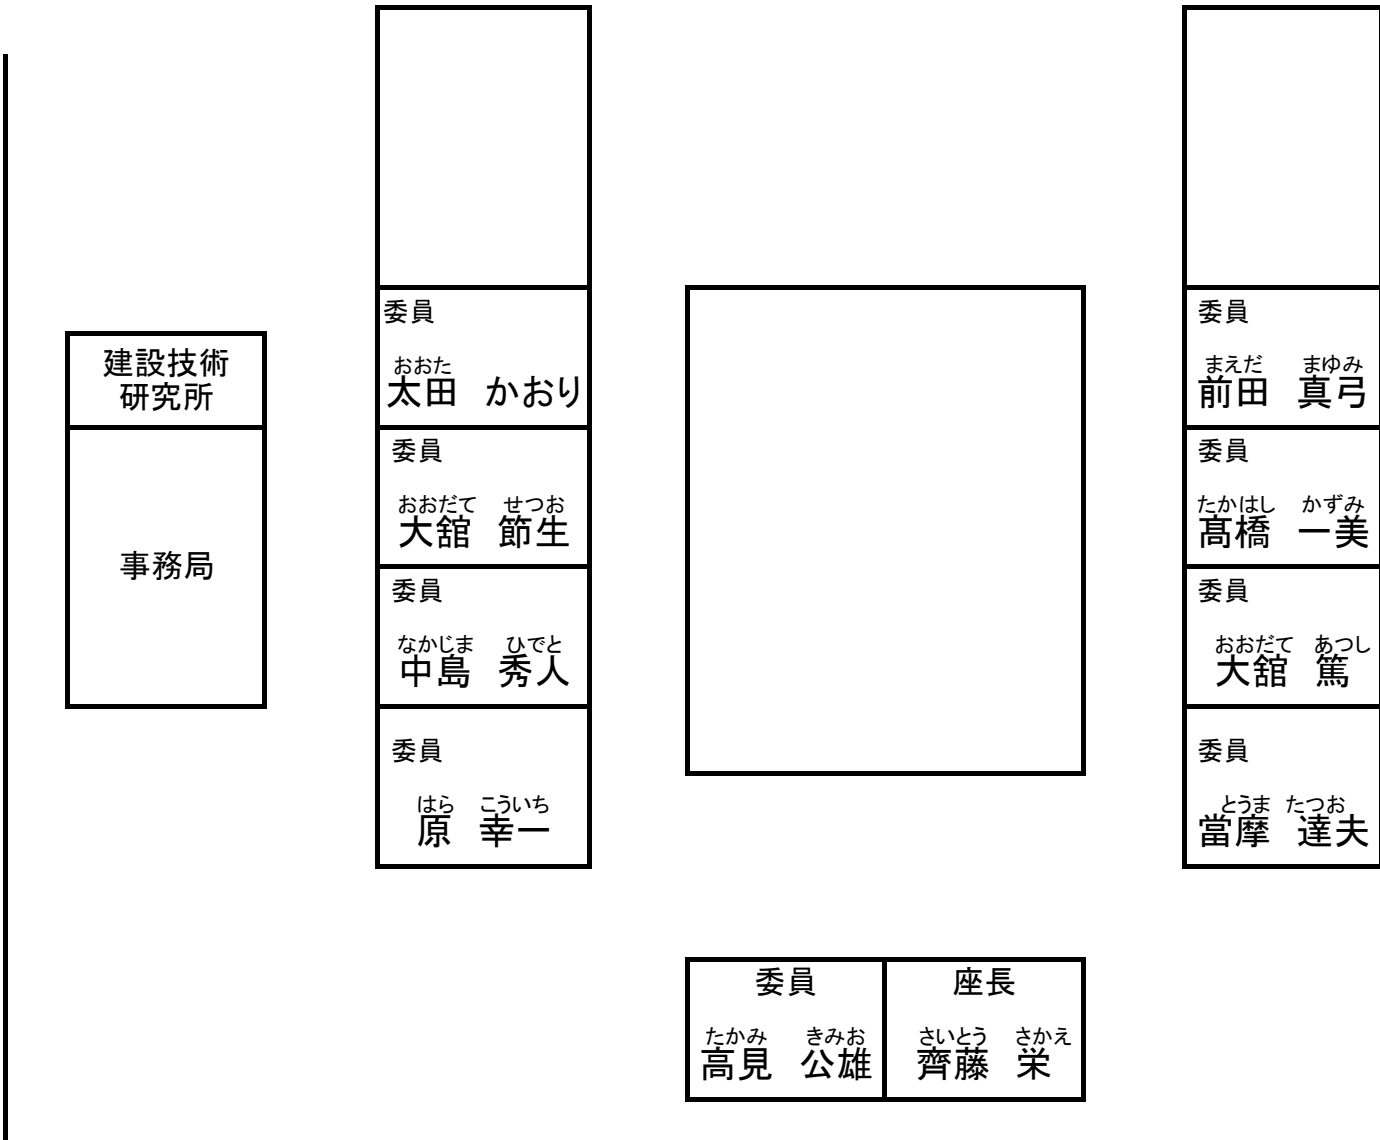 建設技術
研究所
事務局
委員
おおた
太田 かおり
委員
おおだて せつお
大舘 節生
委員
なかじま ひでと
中島 秀人
委員
はら こういち
原 幸一
委員
まえだ まゆみ
前田 真弓
委員
たかはし かずみ
髙橋 一美
委員
おおだて あつし
大舘 篤
委員
とうま たつお
當摩 達夫
委員
たかみ きみお
高見 公雄
座長
さいとう さかえ
齊藤 栄